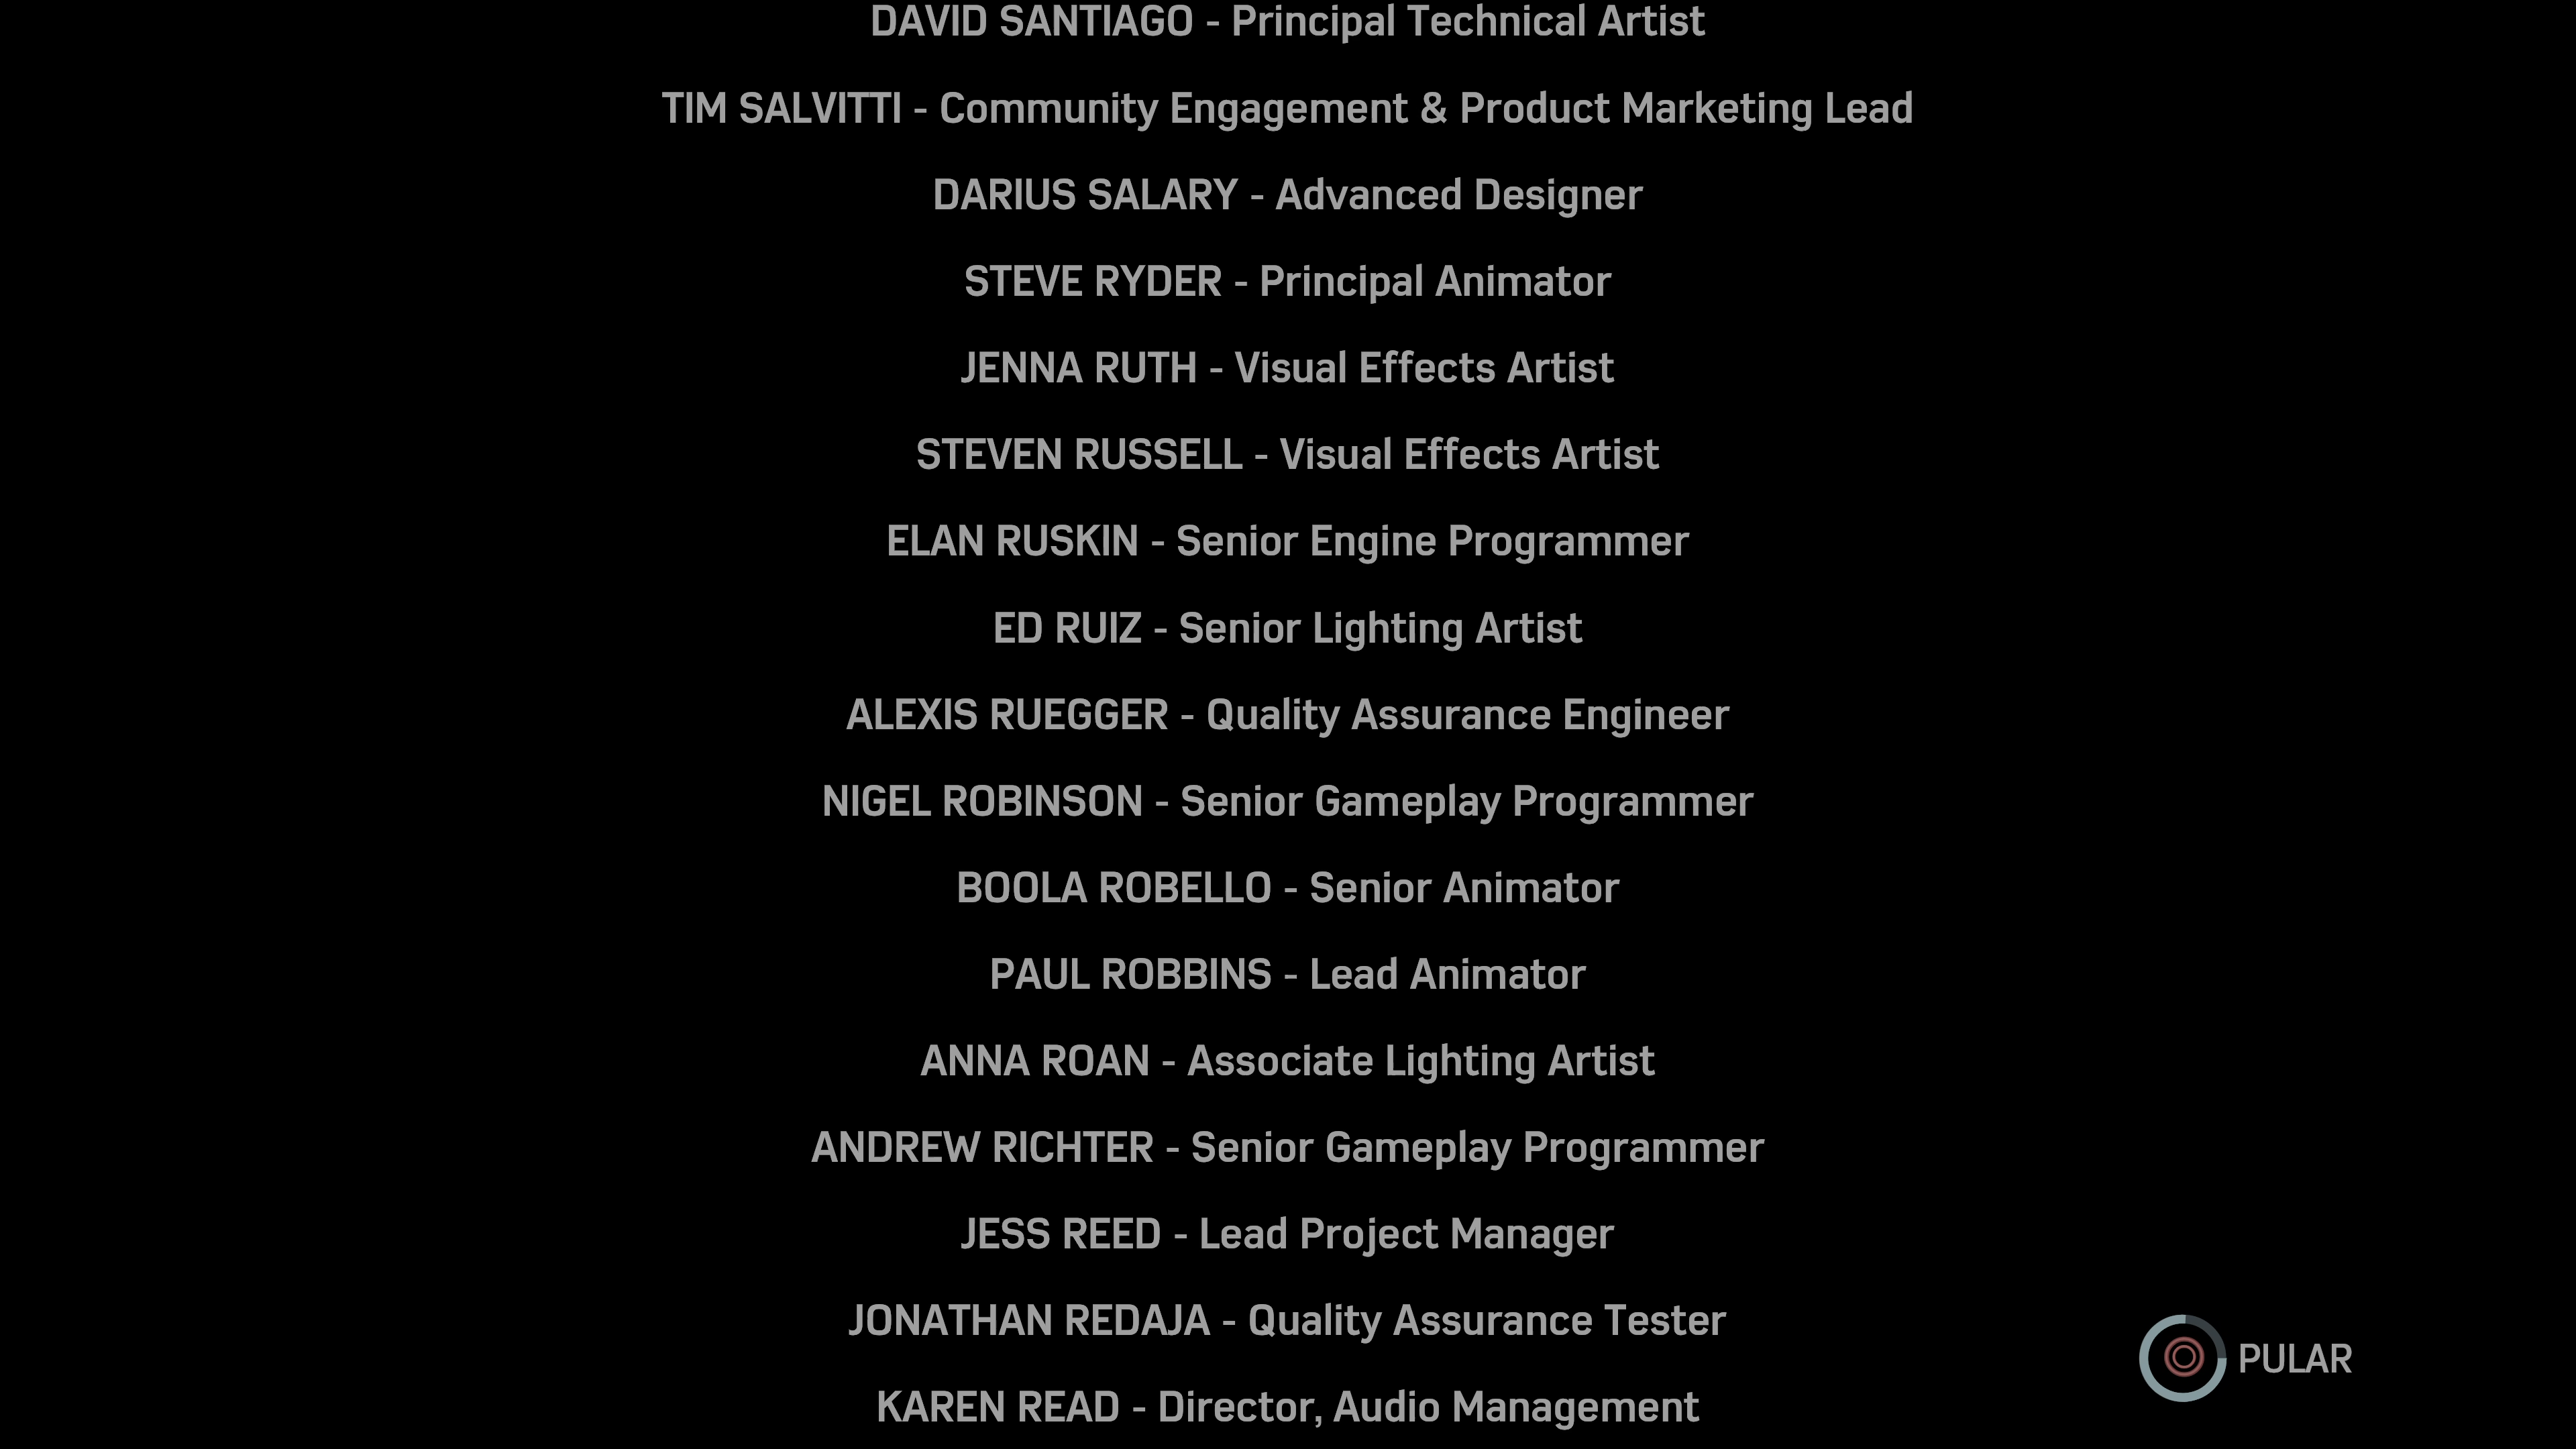 DAVID SANTIAGO - Principal Technical Artist
TIM SALVITTI - Community Engagement & Product Marketing Lead
DARIUS SALARY - Advanced Designer
STEVE RYDER - Principal Animator
JENNA RUTH - Visual Effects Artist
STEVEN RUSSELL - Visual Effects Artist
ELAN RUSKIN - Senior Engine Programmer
ED RUIZ - Senior Lighting Artist
ALEXIS RUEGGER - Quality Assurance Engineer
NIGEL ROBINSON - Senior Gameplay Programmer
BOOLA ROBELLO - Senior Animator
PAUL ROBBINS - Lead Animator
ANNA ROAN - Associate Lighting Artist
ANDREW RICHTER - Senior Gameplay Programmer
JESS REED - Lead Project Manager
JONATHAN REDAJA - Quality Assurance Tester
PULAR
KAREN READ - Director, Audio Management